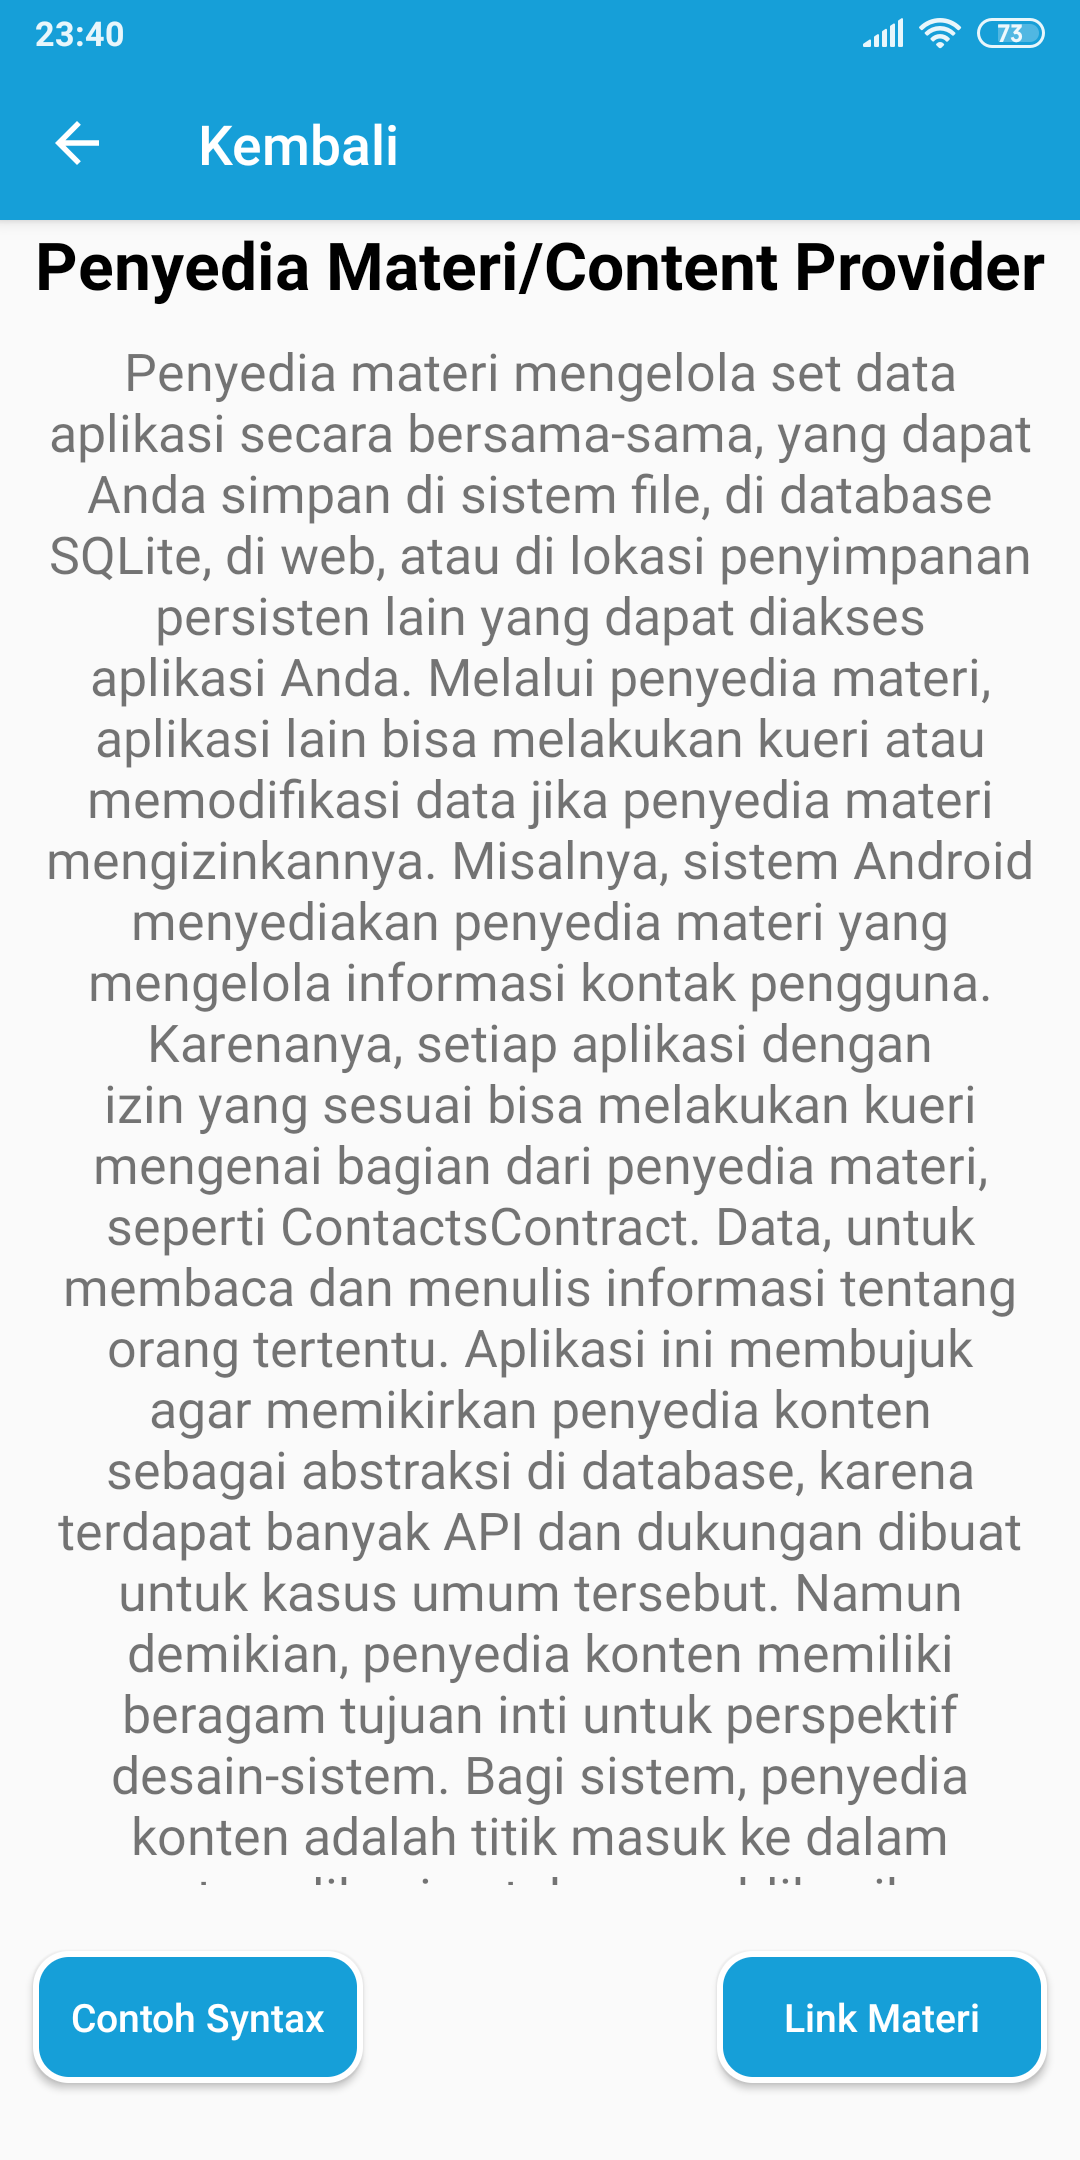 23:40
73
Kembali
Penyedia Materi/Content Provider
Penyedia materi mengelola set data
aplikasi secara bersama-sama, yang dapat
Anda simpan di sistem file, di database
SQLite, di web, atau di lokasi penyimpanan
persisten lain yang dapat diakses
aplikasi Anda. Melalui penyedia materi,
aplikasi lain bisa melakukan kueri atau
memodifikasi data jika penyedia materi
mengizinkannya. Misalnya, sistem Android
menyediakan penyedia materi yang
mengelola informasi kontak pengguna.
Karenanya, setiap aplikasi dengan
izin yang sesuai bisa melakukan kueri
mengenai bagian dari penyedia materi,
seperti ContactsContract. Data, untuk
membaca dan menulis informasi tentang
orang tertentu. Aplikasi ini membujuk
agar memikirkan penyedia konten
sebagai abstraksi di database, karena
terdapat banyak API dan dukungan dibuat
untuk kasus umum tersebut. Namun
demikian, penyedia konten memiliki
beragam tujuan inti untuk perspektif
desain-sistem. Bagi sistem, penyedia
konten adalah titik masuk ke dalam
Contoh Syntax
Link Materi